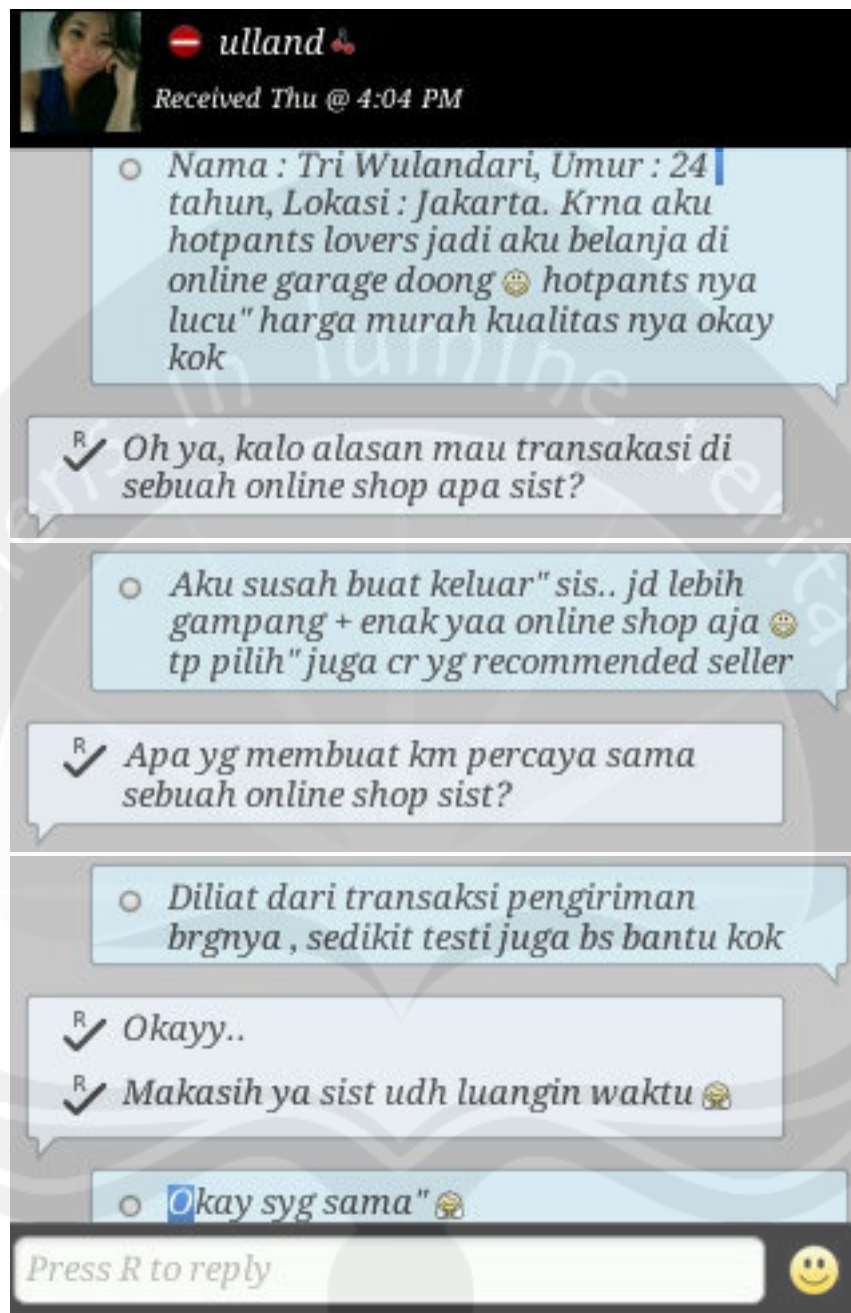 ulland
Received Thu @ 4:04 PM
Nama : Tri Wulandari, Umur : 24
tahun, Lokasi : Jakarta. Krna aku
hotpants lovers jadi aku belanja di
online garage doong hotpants nya
lucu" harga murah kualitas nya okay
kok
R Oh ya, kalo alasan mau transakasi di
sebuah online shop apa sist?
Aku susah buat keluar" sis.. jd lebih
gampang + enak yaa online shop aja
tp pilih" juga cr yg recommended seller
R Apa yg membuat km percaya sama
sebuah online shop sist?
Diliat dari transaksi pengiriman
brgnya , sedikit testi juga bs bantu kok
R Okayy..
R Makasih ya sist udh luangin waktu
Okay syg sama"
Press R to reply
in lumine verita